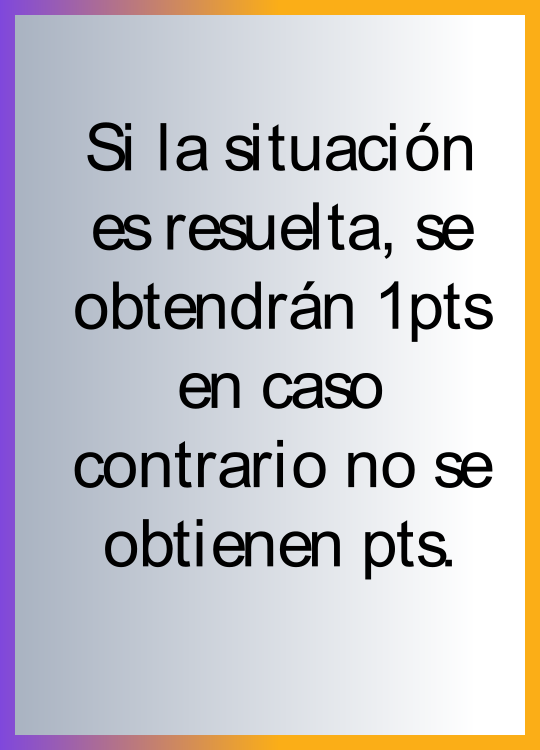 Si la situación
es resuelta, se
obtendrán 1pts
en caso
contrario no se
obtienen pts.